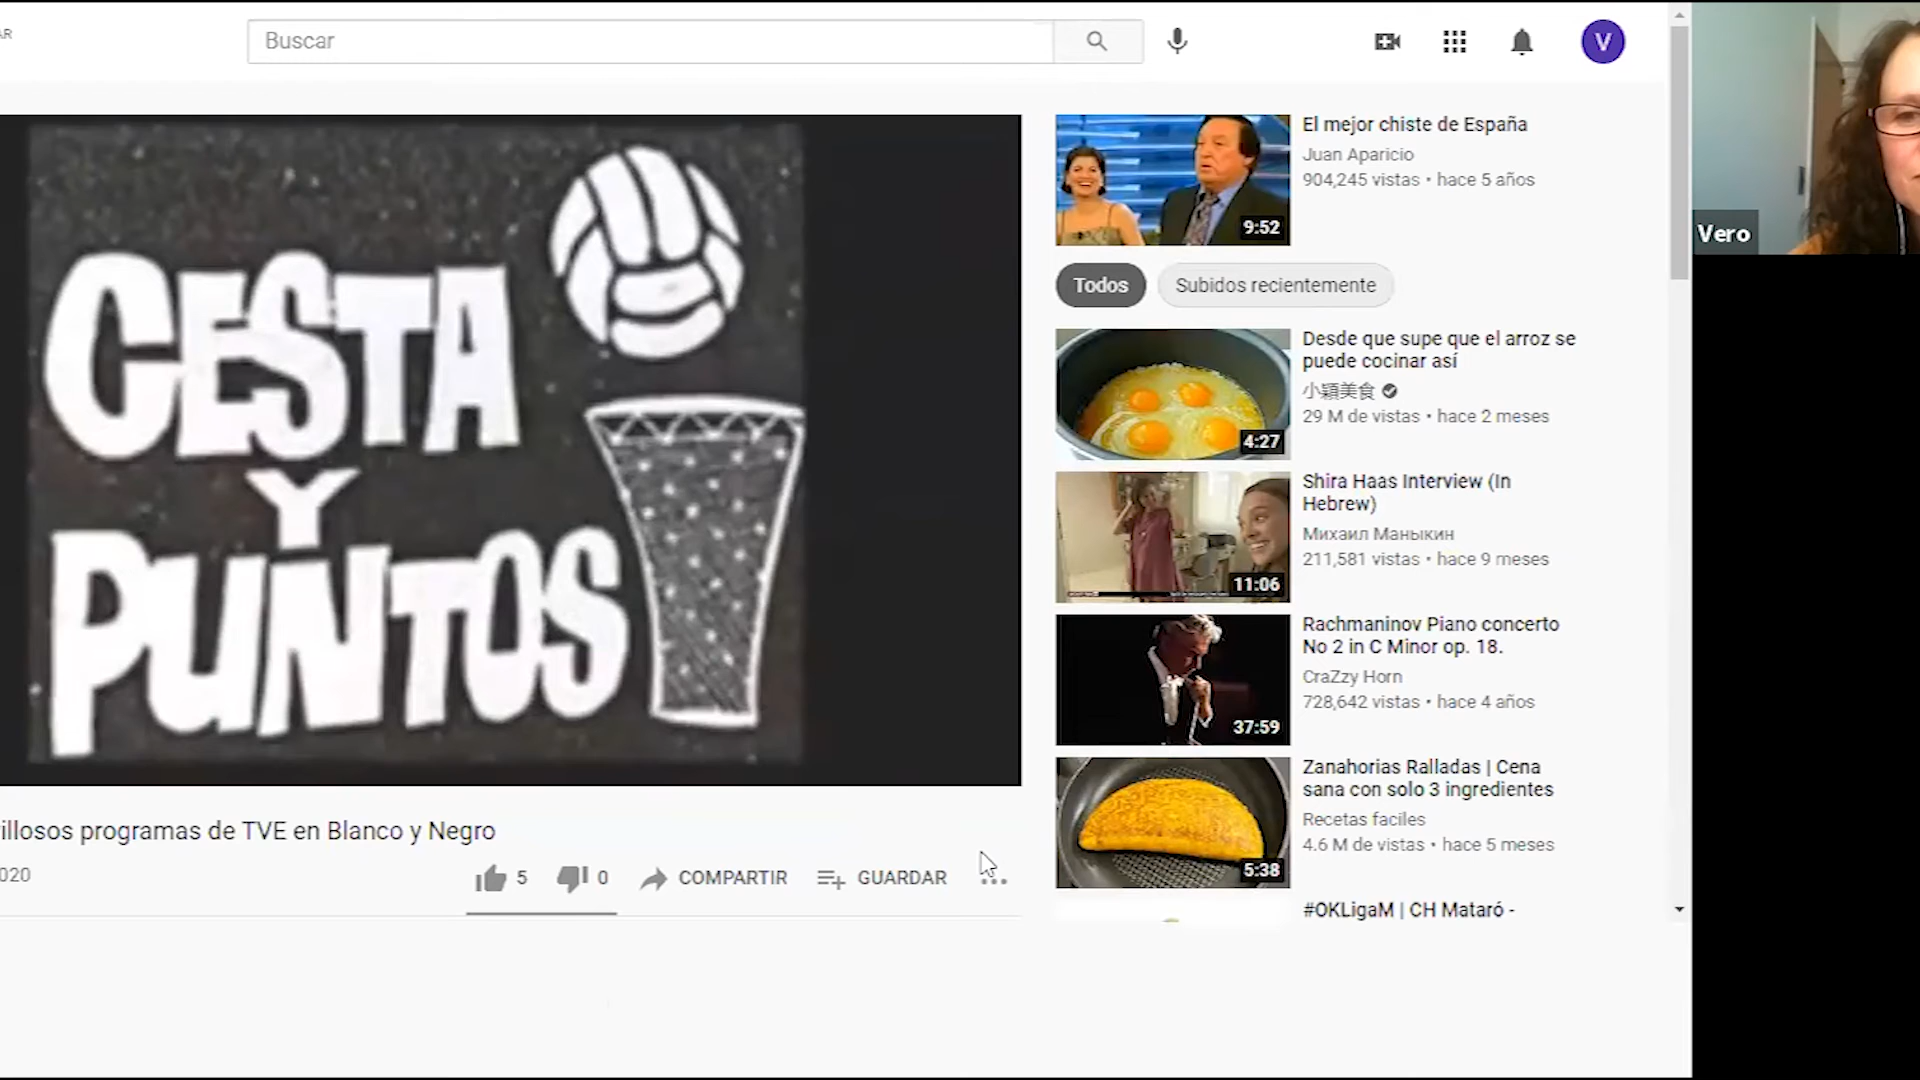 AR
Buscar
V
CESTA
Y
PUNTOS
illosos programas de TVE en Blanco y Negro
020
5
0
COMPARTIR
GUARDAR
El mejor chiste de España
Juan Aparicio
904,245 vistas • hace 5 años
9:52
Todos
Subidos recientemente
Desde que supe que el arroz se
puede cocinar así
小穎美食
29 M de vistas • hace 2 meses
4:27
Shira Haas Interview (In
Hebrew)
Михаил Маныкин
211,581 vistas • hace 9 meses
11:06
Rachmaninov Piano concerto
No 2 in C Minor op. 18.
CraZzy Horn
728,642 vistas • hace 4 años
37:59
Zanahorias Ralladas | Cena
sana con solo 3 ingredientes
Recetas faciles
4.6 M de vistas • hace 5 meses
5:38
#OKLigaM | CH Mataró -
Vero